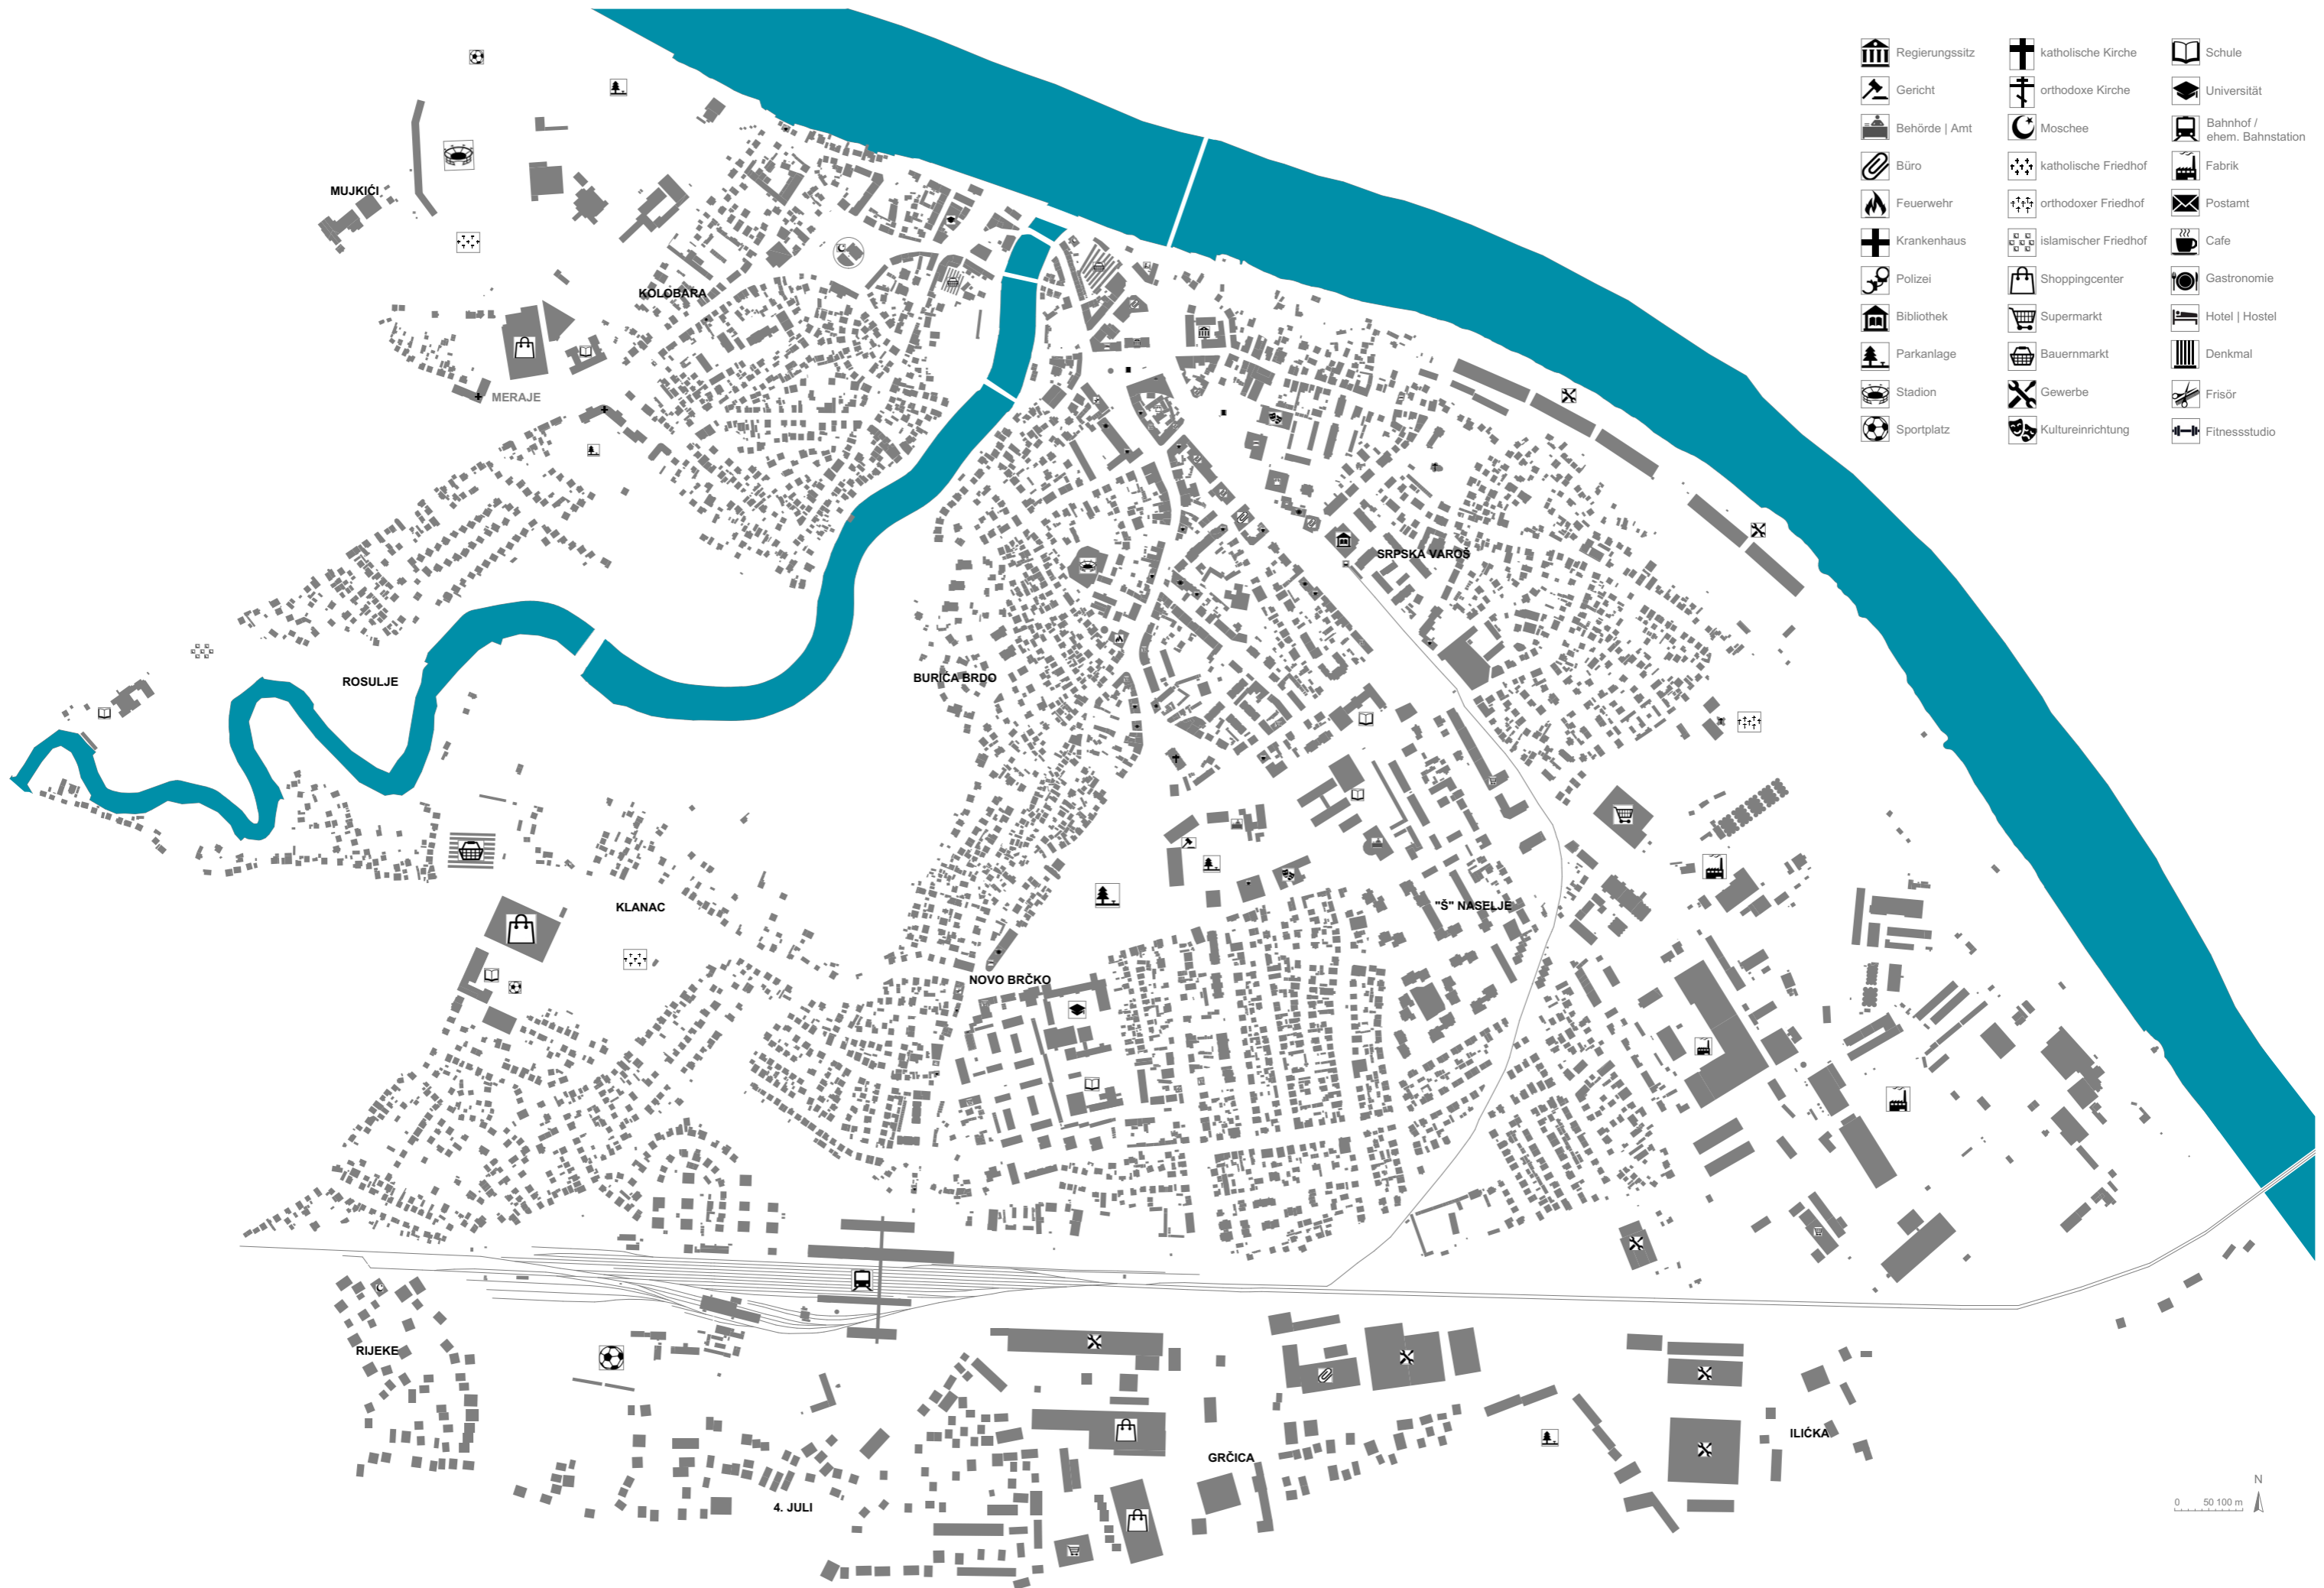 Regierungssitz
Gericht
Behörde | Amt
Büro
Feuerwehr
Krankenhaus
Polizei
Bibliothek
Parkanlage
Stadion
Sportplatz
katholische Kirche
orthodoxe Kirche
Moschee
katholische Friedhof
orthodoxer Friedhof
islamischer Friedhof
Shoppingcenter
Supermarkt
Bauernmarkt
Gewerbe
Kultureinrichtung
Schule
Universität
Bahnhof /
ehem. Bahnstation
Fabrik
Postamt
Cafe
Gastronomie
Hotel | Hostel
Denkmal
Frisör
Fitnessstudio
MUJKIĆI
KOLOBARA
MERAJE
SRPSKA VAROŠ
ROSULJE
BURIĆA BRDO
KLANAC
"Š" NASELJE
NOVO BRČKO
RIJEKE
ILIĆKA
GRČICA
4. JULI
N
0 50 100 m